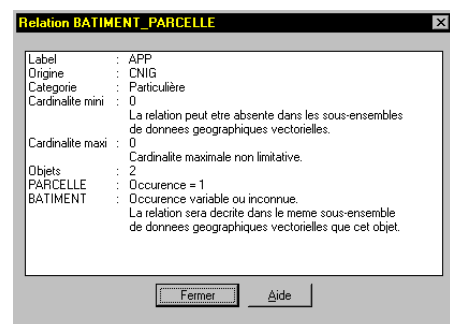 Relation BATIMENT_PARCELLE
Label : APP
Origine : CNIG
Categorie : Particulière
Cardinalite mini : 0
La relation peut etre absente dans les sous-ensembles
de donnees geographiques vectorielles.
Cardinalite maxi : 0
Cardinalite maximale non limitative.
Objets : 2
PARCELLE : Occurence = 1
BATIMENT : Occurence variable ou inconnue.
La relation sera decrite dans le meme sous-ensemble
de donnees geographiques vectorielles que cet objet.
Fermer Aide